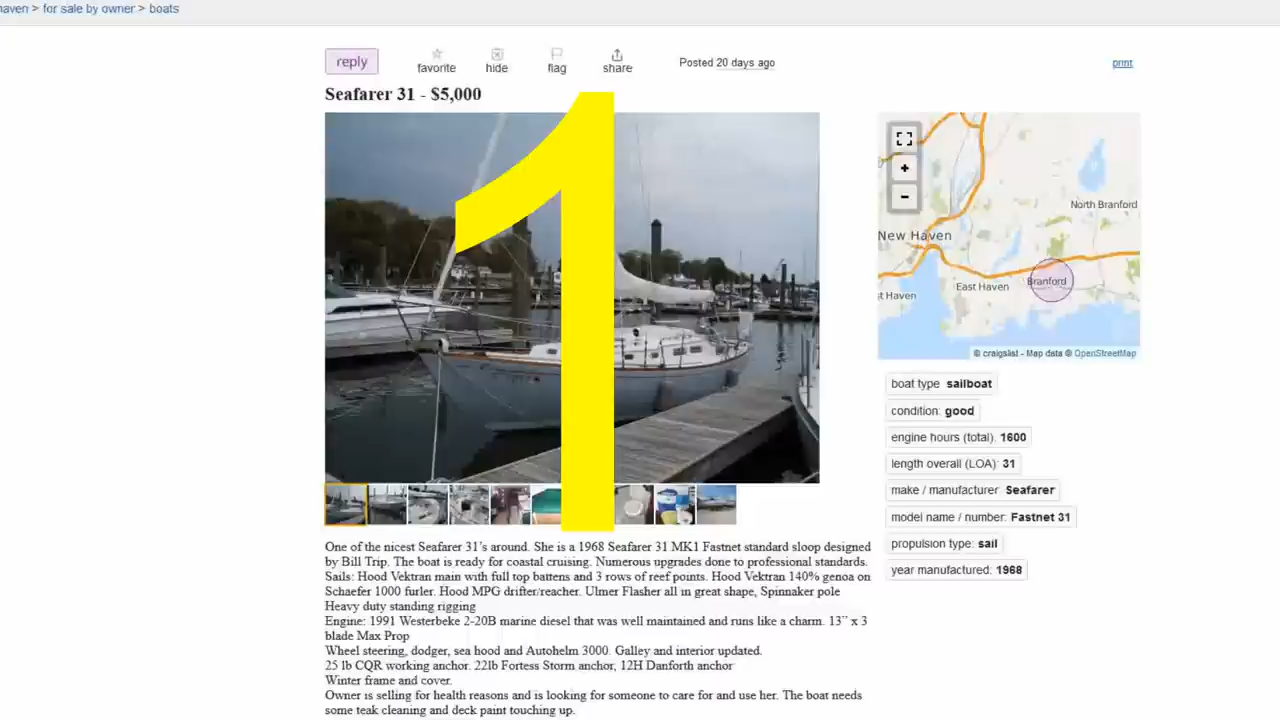 haven > for sale by owner > boats
reply
favorite
hide
flag
share
Posted 20 days ago
print
Seafarer 31 - $5,000
1
+
-
North Branford
New Haven
East Haven
Branford
st Haven
© craigslist - Map data © OpenStreetMap
boat type sailboat
condition: good
engine hours (total): 1600
length overall (LOA): 31
make / manufacturer Seafarer
model name / number: Fastnet 31
propulsion type: sail
year manufactured: 1968
One of the nicest Seafarer 31's around. She is a 1968 Seafarer 31 MK1 Fastnet standard sloop designed
by Bill Trip. The boat is ready for coastal cruising. Numerous upgrades done to professional standards.
Sails: Hood Vektran main with full top battens and 3 rows of reef points. Hood Vektran 140% genoa on
Schaefer 1000 furler. Hood MPG drifter/reacher. Ulmer Flasher all in great shape, Spinnaker pole
Heavy duty standing rigging
Engine: 1991 Westerbeke 2-20B marine diesel that was well maintained and runs like a charm. 13” x 3
blade Max Prop
Wheel steering, dodger, sea hood and Autohelm 3000. Galley and interior updated.
25 lb CQR working anchor. 22lb Fortess Storm anchor, 12H Danforth anchor
Winter frame and cover.
Owner is selling for health reasons and is looking for someone to care for and use her. The boat needs
some teak cleaning and deck paint touching up.